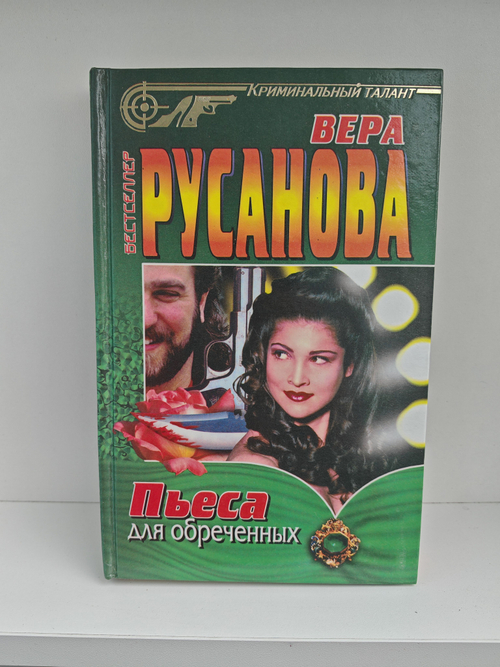 Криминальный талант
ВЕРА
РУСАНОВА
БЕСТСЕЛЛЕР
Пьеса
для обреченных